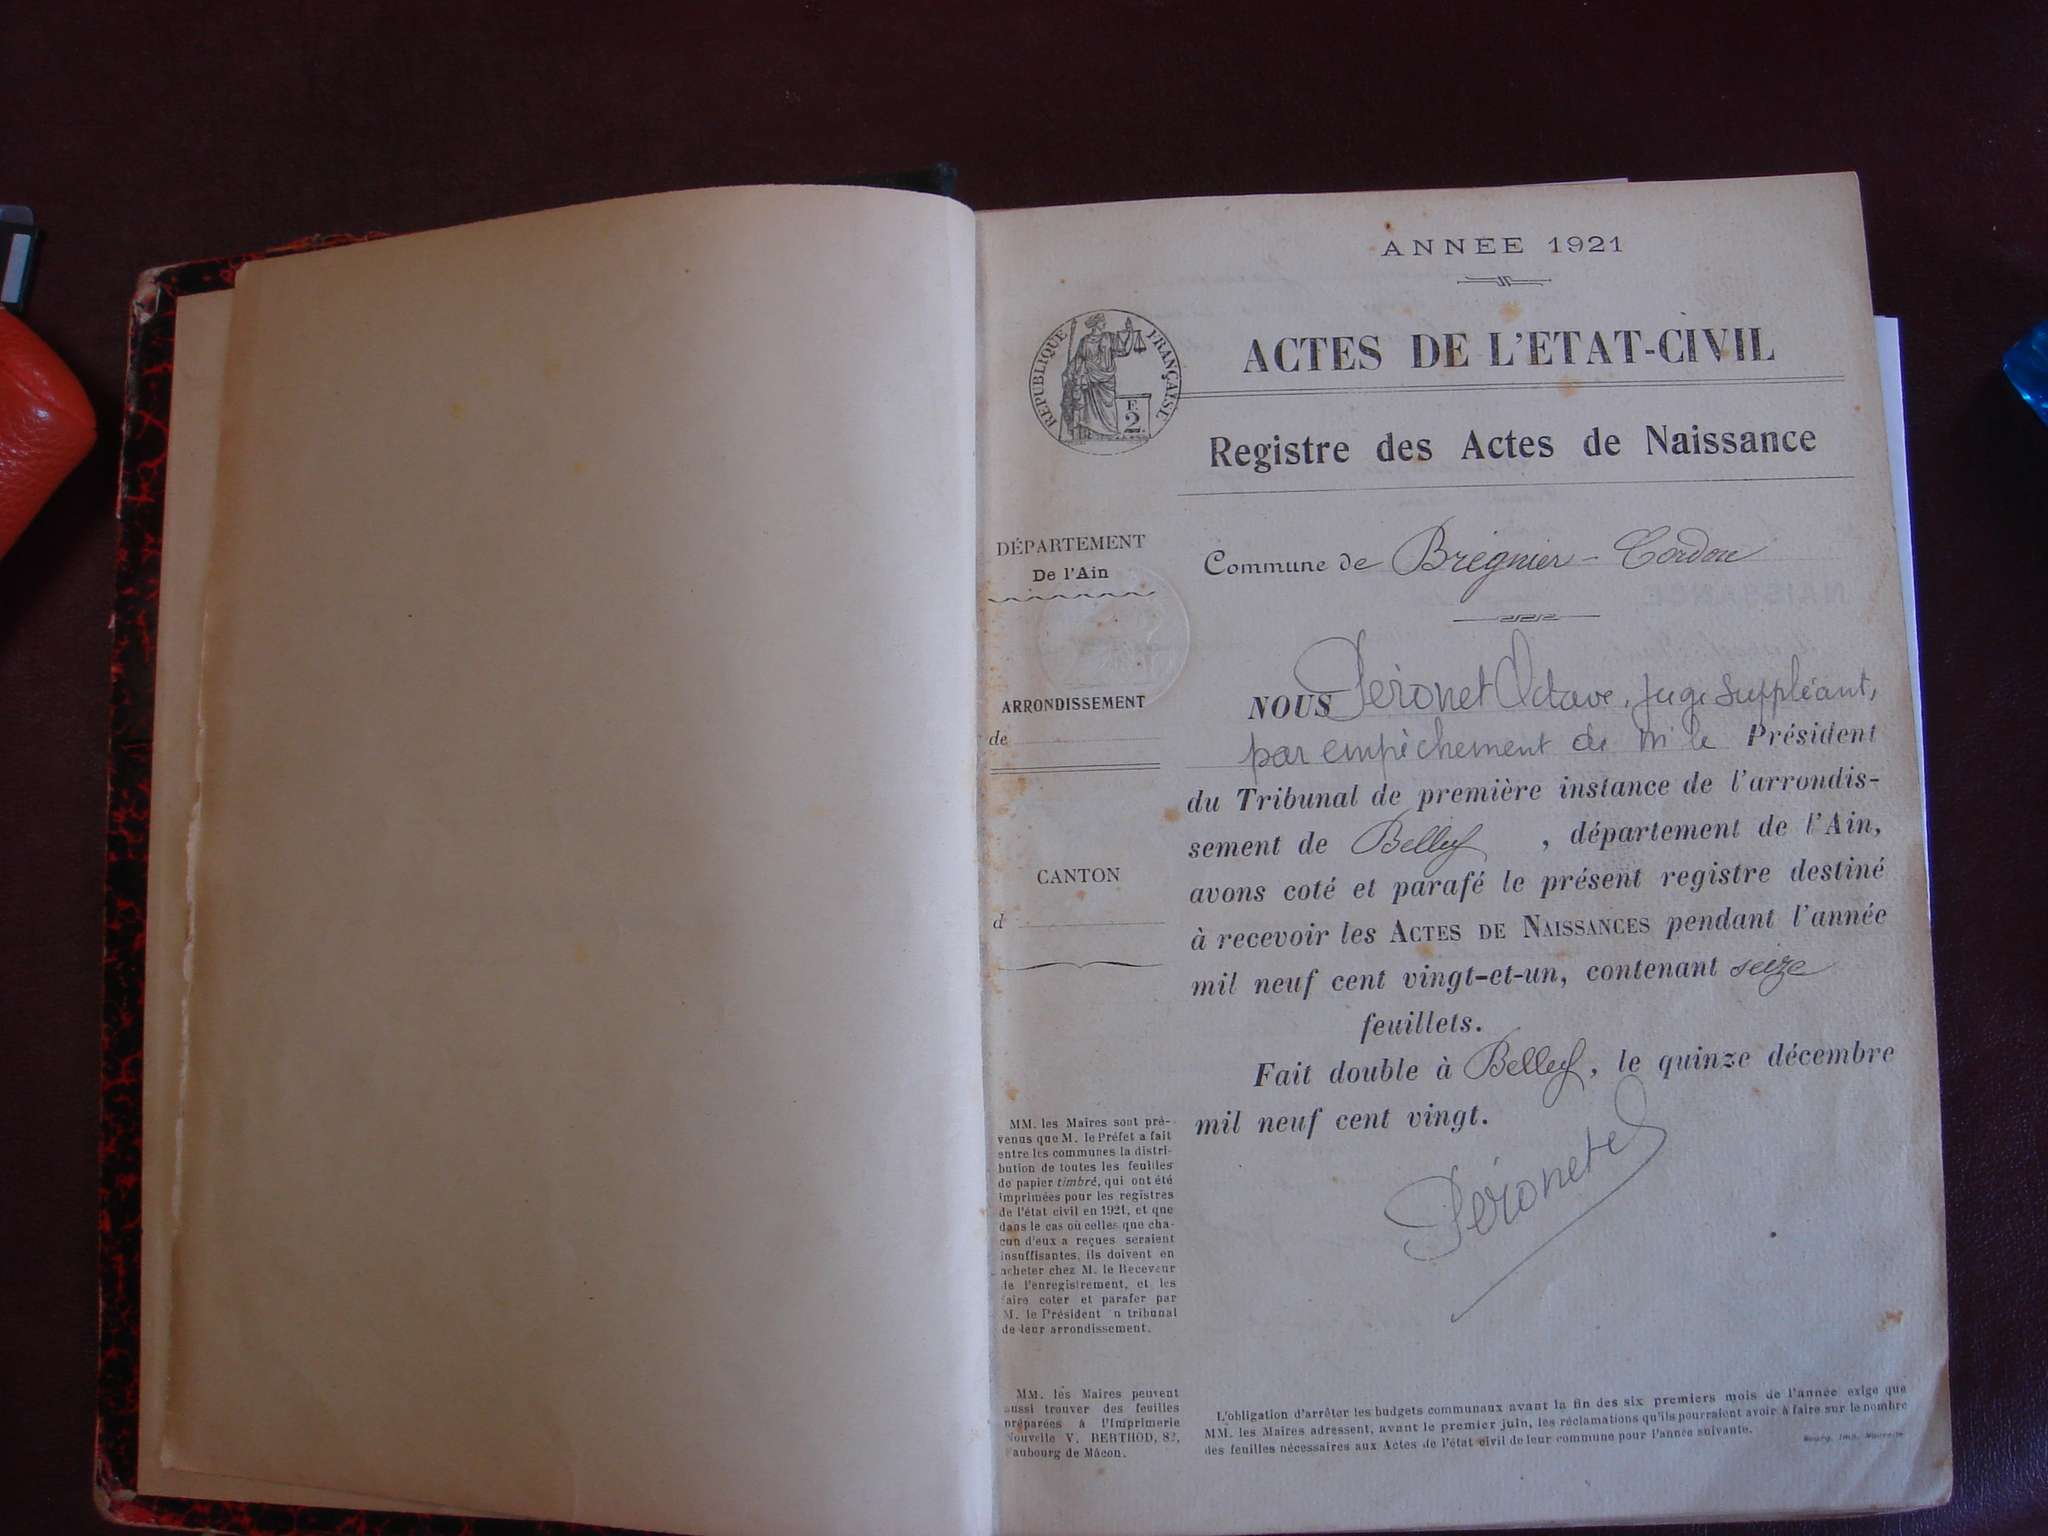 ANNEE 1921
RÉPUBLIQUE FRANÇAISE
F.
2
ACTES DE L'ETAT-CIVIL
Registre des Actes de Naissance
DÉPARTEMENT
De l'Ain
ARRONDISSEMENT
de
CANTON
d
Commune de Brégnier-Cordon
NOUS Péronet Octave, juge suppléant,
par empêchement de Mr le Président
du Tribunal de première instance de l'arrondis-
sement de Belley, département de l'Ain,
avons coté et parafé le présent registre destiné
à recevoir les ACTES DE NAISSANCES pendant l'année
mil neuf cent vingt-et-un, contenant seize
feuillets.
Fait double à Belley, le quinze décembre
mil neuf cent vingt.
MM. les Maires sont pré-
venus que M. le Préfet a fait
entre les communes la distri-
bution de toutes les feuilles
de papier timbré, qui ont été
imprimées pour les registres
de l'état civil en 1921, et que
dans le cas où celles que cha-
cun d'eux a reçues seraient
insuffisantes, ils doivent en
acheter chez M. le Receveur
de l'enregistrement, et les
faire coter et parafer par
M. le Président n tribunal
de leur arrondissement.
MM. les Maires peuvent
aussi trouver des feuilles
préparées à l'Imprimerie
Nouvelle V. BERTHOD, 82,
faubourg de Mâcon.
L'obligation d'arrêter les budgets communaux avant la fin des six premiers mois de l'année exige que
MM. les Maires adressent, avant le premier juin, les réclamations qu'ils pourraient avoir à faire sur le nombre
des feuilles nécessaires aux Actes de l'état civil de leur commune pour l'année suivante.
Bourg, Imp. Nouvelle